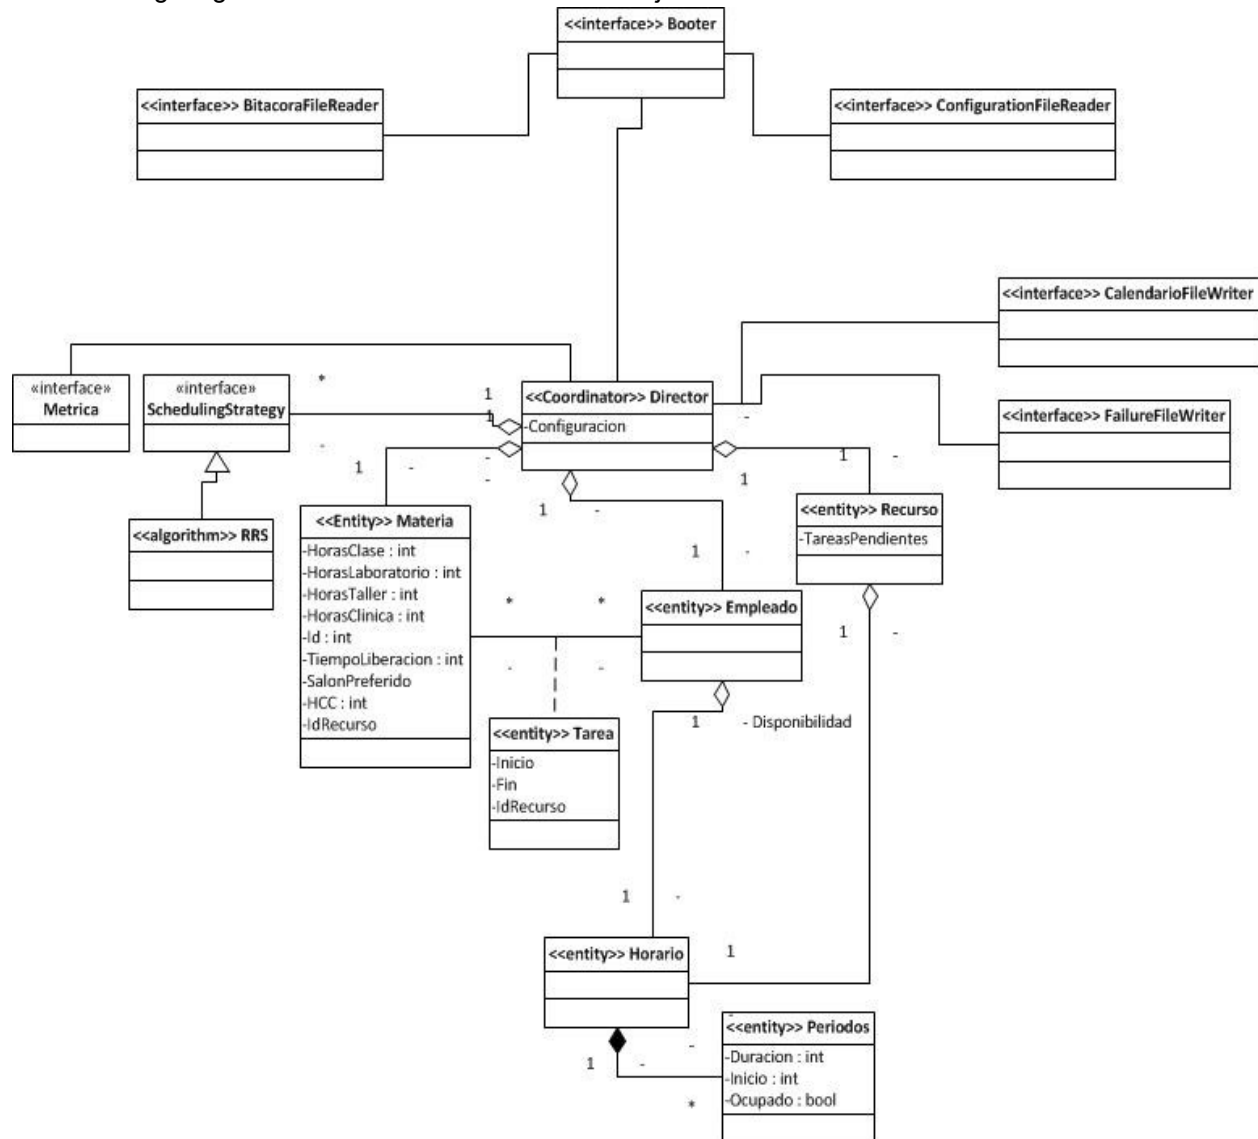 <<interface>> Booter
<<interface>> BitacoraFileReader
<<interface>> ConfigurationFileReader
<<interface>> CalendarioFileWriter
«interface»
Metrica
«interface»
SchedulingStrategy
*
-
1
1
<<Coordinator>> Director
-Configuracion
-
<<interface>> FailureFileWriter
1
-
-
-
1
1
-
<<algorithm>> RRS
<<Entity>> Materia
-HorasClase : int
-HorasLaboratorio : int
-HorasTaller : int
-HorasClinica : int
-Id : int
-TiempoLiberacion : int
-SalonPreferido
-HCC : int
-IdRecurso
1
-
1
-
<<entity>> Recurso
-TareasPendientes
*
*
-
-
<<entity>> Empleado
1
-
<<entity>> Tarea
-Inicio
-Fin
-IdRecurso
1
- Disponibilidad
1
-
<<entity>> Horario
1
-
1
-
-
*
<<entity>> Periodos
-Duracion : int
-Inicio : int
-Ocupado : bool